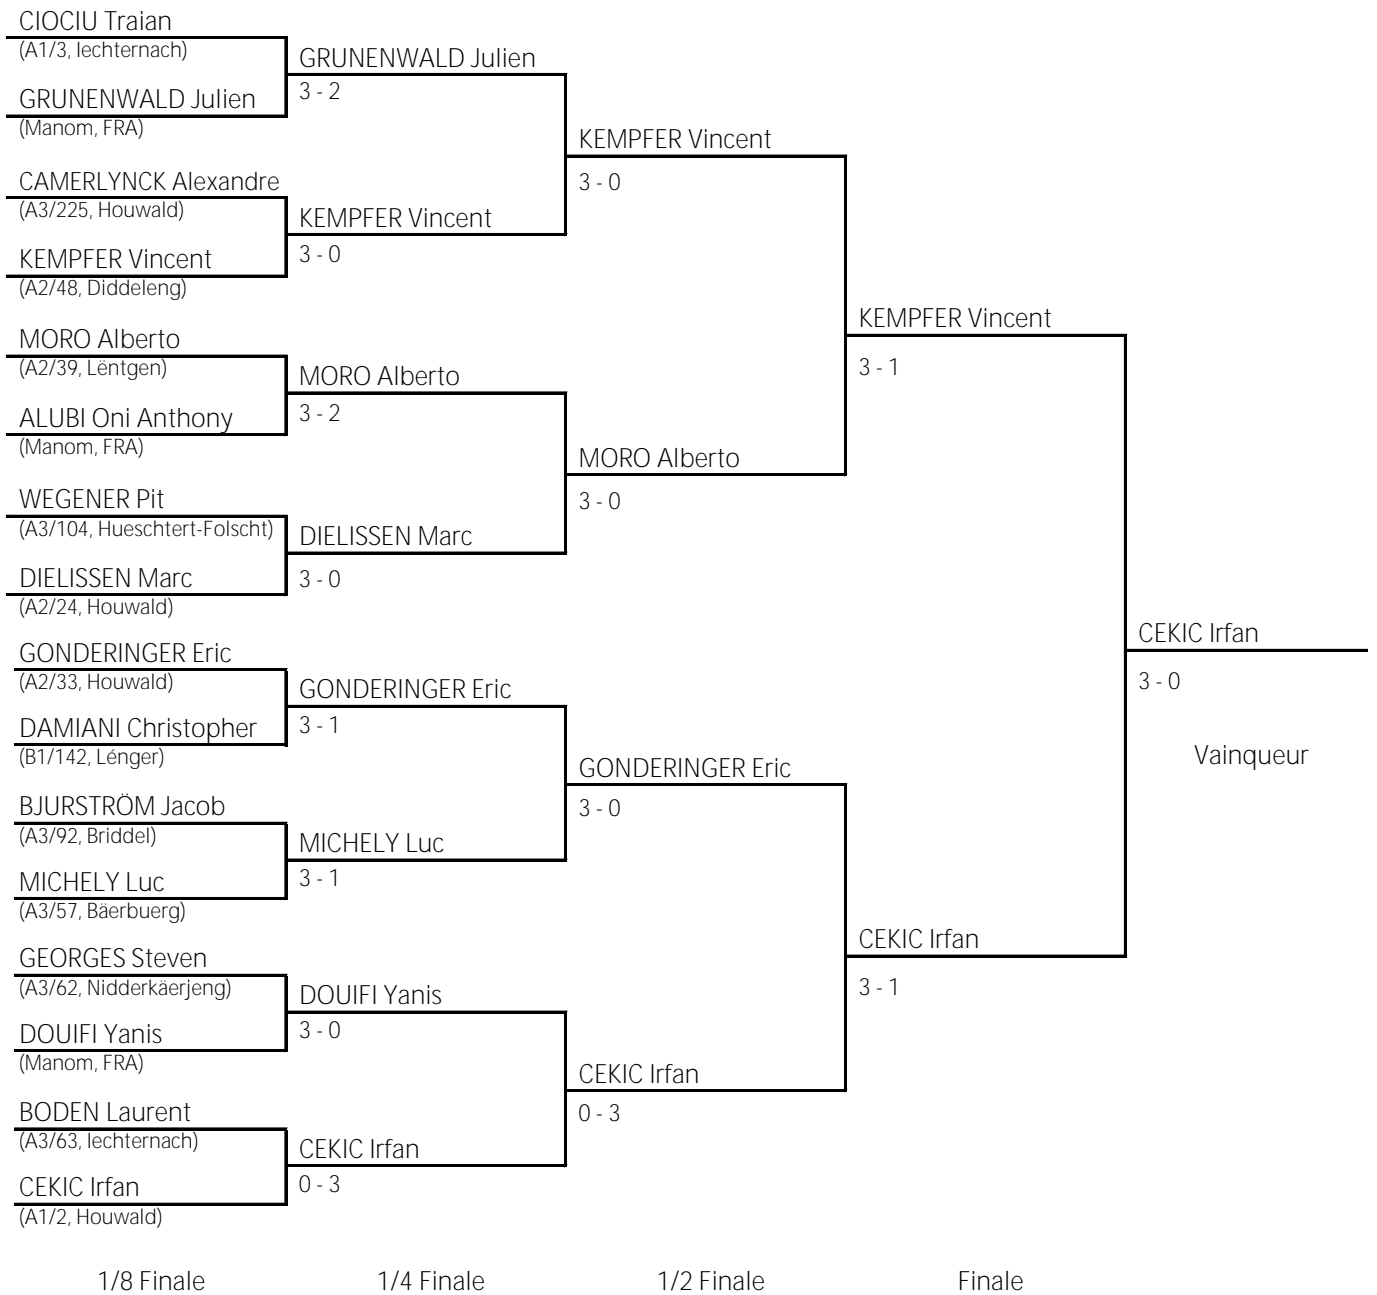 CIOCIU Traian
(A1/3, Iechternach)
GRUNENWALD Julien
(Manom, FRA)
CAMERLYNCK Alexandre
(A3/225, Houwald)
KEMPFER Vincent
(A2/48, Diddeleng)
MORO Alberto
(A2/39, Lëntgen)
ALUBI Oni Anthony
(Manom, FRA)
WEGENER Pit
(A3/104, Hueschtert-Folscht)
DIELISSEN Marc
(A2/24, Houwald)
GONDERINGER Eric
(A2/33, Houwald)
DAMIANI Christopher
(B1/142, Lénger)
BJURSTRÖM Jacob
(A3/92, Briddel)
MICHELY Luc
(A3/57, Bäerbuerg)
GEORGES Steven
(A3/62, Nidderkäerjeng)
DOUIFI Yanis
(Manom, FRA)
BODEN Laurent
(A3/63, Iechternach)
CEKIC Irfan
(A1/2, Houwald)
1/8 Finale
GRUNENWALD Julien
3 - 2
KEMPFER Vincent
3 - 0
MORO Alberto
3 - 2
DIELISSEN Marc
3 - 0
GONDERINGER Eric
3 - 1
MICHELY Luc
3 - 1
DOUIFI Yanis
3 - 0
CEKIC Irfan
0 - 3
1/4 Finale
KEMPFER Vincent
3 - 0
MORO Alberto
3 - 0
GONDERINGER Eric
3 - 0
CEKIC Irfan
0 - 3
1/2 Finale
KEMPFER Vincent
3 - 1
CEKIC Irfan
3 - 1
Finale
CEKIC Irfan
3 - 0
Vainqueur